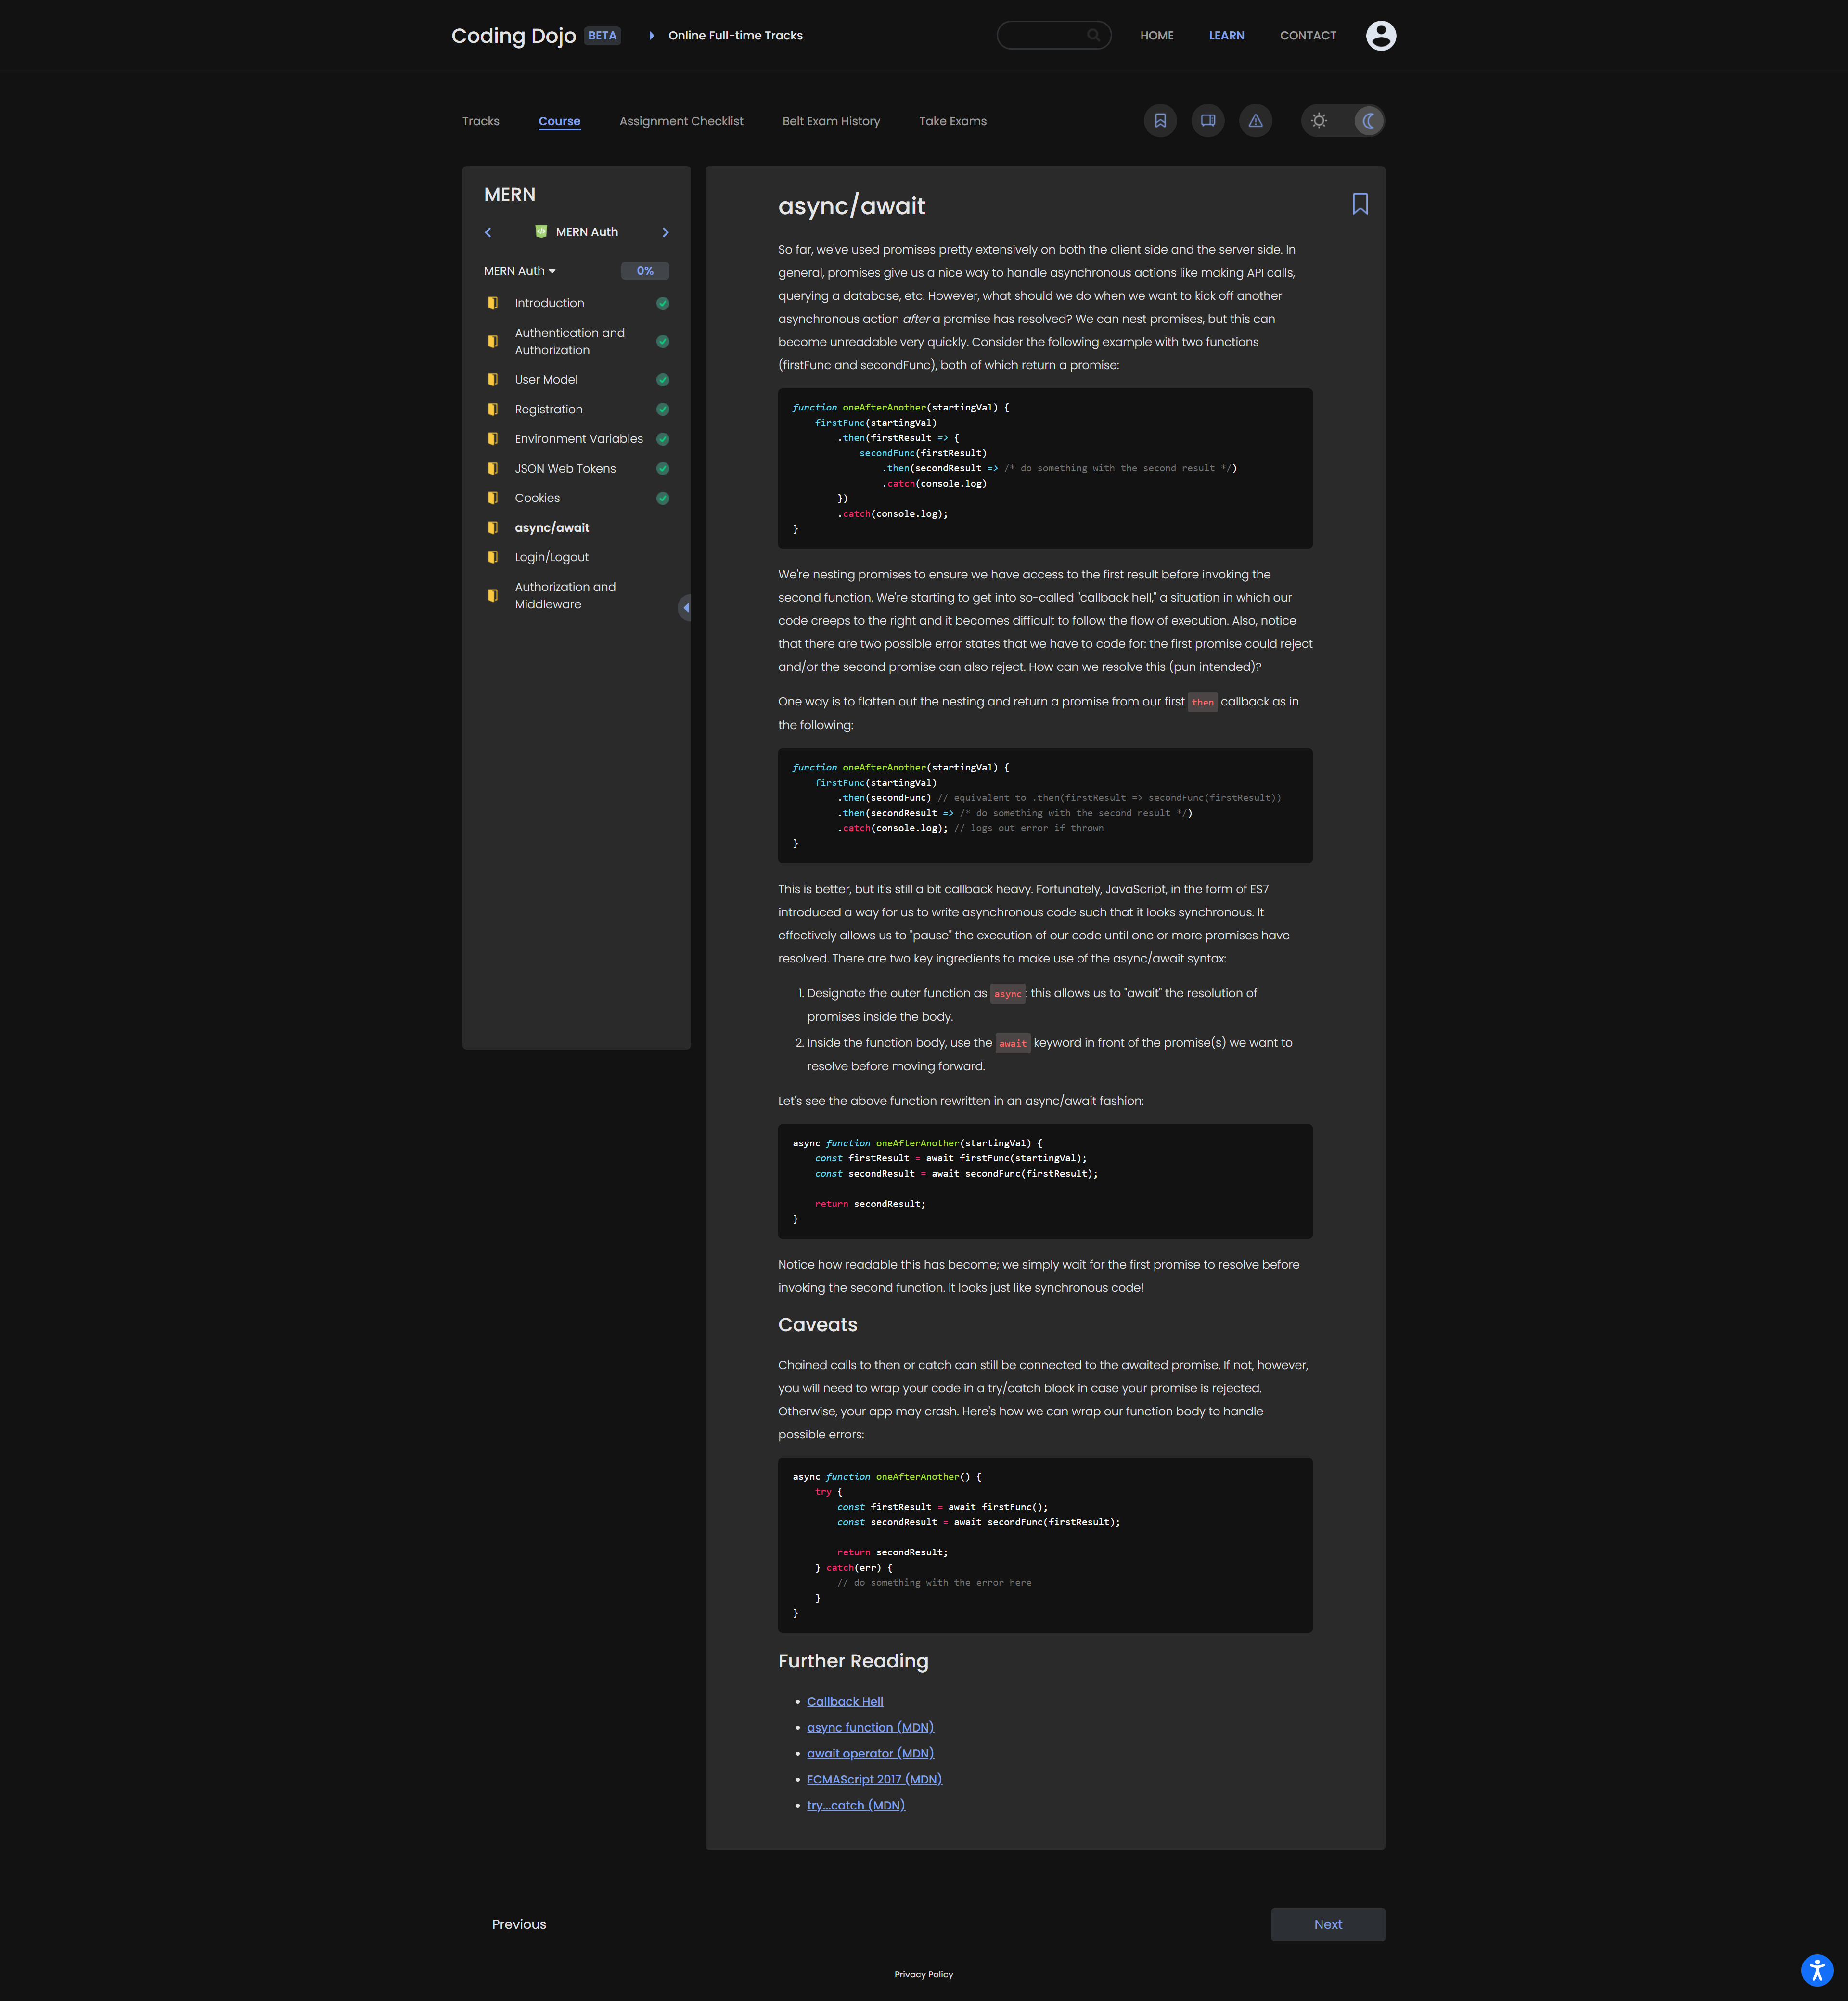 Coding Dojo BETA Online Full-time Tracks HOME LEARN CONTACT
Tracks Course Assignment Checklist Belt Exam History Take Exams
MERN
MERN Auth
MERN Auth 0%
Introduction
Authentication and
Authorization
User Model
Registration
Environment Variables
JSON Web Tokens
Cookies
async/await
Login/Logout
Authorization and
Middleware
async/await
So far, we've used promises pretty extensively on both the client side and the server side. In
general, promises give us a nice way to handle asynchronous actions like making API calls,
querying a database, etc. However, what should we do when we want to kick off another
asynchronous action after a promise has resolved? We can nest promises, but this can
become unreadable very quickly. Consider the following example with two functions
(firstFunc and secondFunc), both of which return a promise:
function oneAfterAnother(startingVal) {
    firstFunc(startingVal)
        .then(firstResult => {
            secondFunc(firstResult)
                .then(secondResult => /* do something with the second result */)
                .catch(console.log)
        })
        .catch(console.log);
}
We're nesting promises to ensure we have access to the first result before invoking the
second function. We're starting to get into so-called "callback hell," a situation in which our
code creeps to the right and it becomes difficult to follow the flow of execution. Also, notice
that there are two possible error states that we have to code for: the first promise could reject
and/or the second promise can also reject. How can we resolve this (pun intended)?
One way is to flatten out the nesting and return a promise from our first then callback as in
the following:
function oneAfterAnother(startingVal) {
    firstFunc(startingVal)
        .then(secondFunc) // equivalent to .then(firstResult => secondFunc(firstResult))
        .then(secondResult => /* do something with the second result */)
        .catch(console.log); // logs out error if thrown
}
This is better, but it's still a bit callback heavy. Fortunately, JavaScript, in the form of ES7
introduced a way for us to write asynchronous code such that it looks synchronous. It
effectively allows us to "pause" the execution of our code until one or more promises have
resolved. There are two key ingredients to make use of the async/await syntax:
1. Designate the outer function as async: this allows us to "await" the resolution of
promises inside the body.
2. Inside the function body, use the await keyword in front of the promise(s) we want to
resolve before moving forward.
Let's see the above function rewritten in an async/await fashion:
async function oneAfterAnother(startingVal) {
    const firstResult = await firstFunc(startingVal);
    const secondResult = await secondFunc(firstResult);
    return secondResult;
}
Notice how readable this has become; we simply wait for the first promise to resolve before
invoking the second function. It looks just like synchronous code!
Caveats
Chained calls to then or catch can still be connected to the awaited promise. If not, however,
you will need to wrap your code in a try/catch block in case your promise is rejected.
Otherwise, your app may crash. Here's how we can wrap our function body to handle
possible errors:
async function oneAfterAnother() {
    try {
        const firstResult = await firstFunc();
        const secondResult = await secondFunc(firstResult);
        return secondResult;
    } catch(err) {
        // do something with the error here
    }
}
Further Reading
• Callback Hell
• async function (MDN)
• await operator (MDN)
• ECMAScript 2017 (MDN)
• try...catch (MDN)
Previous Next
Privacy Policy